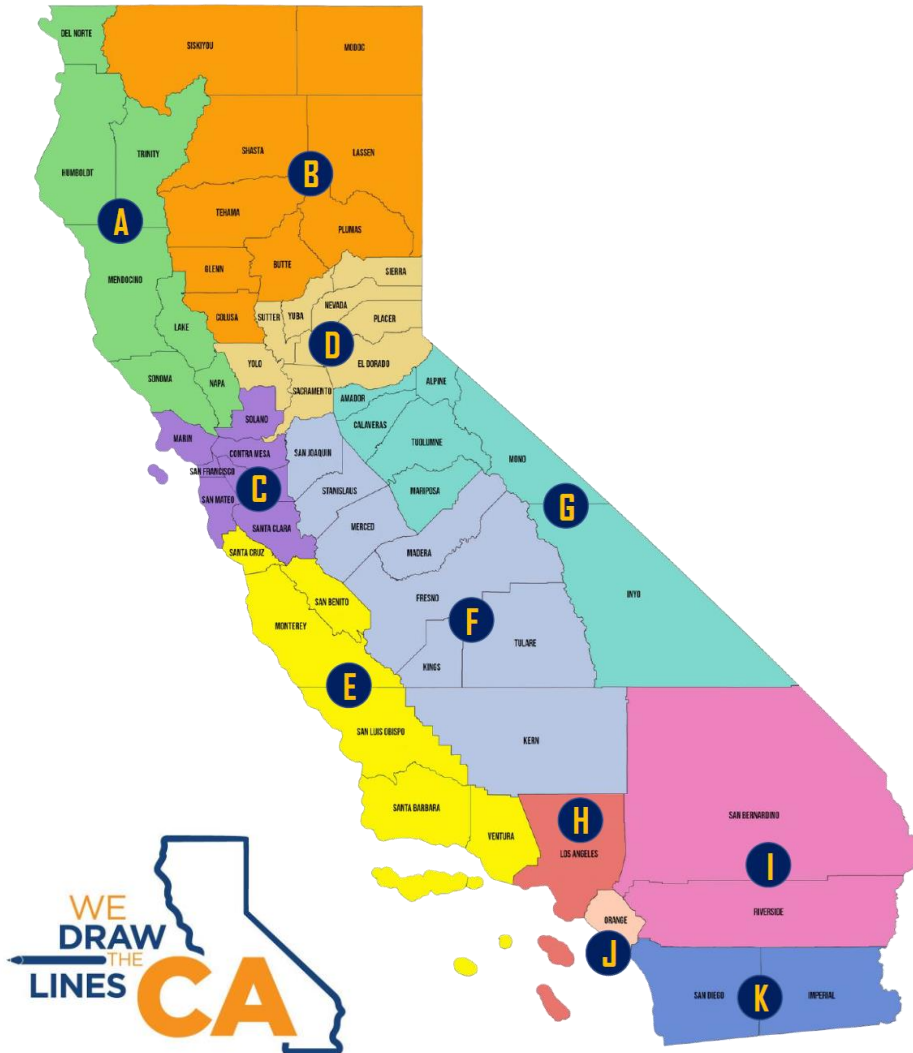 DEL NORTE
SISKIYOU
MODOC
HUMBOLDT
TRINITY
SHASTA
LASSEN
B
A
TEHAMA
PLUMAS
MENDOCINO
GLENN
BUTTE
SIERRA
COLUSA
SUTTER
YUBA
NEVADA
PLACER
LAKE
D
YOLO
EL DORADO
SONOMA
NAPA
SACRAMENTO
ALPINE
AMADOR
SOLANO
CALAVERAS
MARIN
TUOLUMNE
MONO
CONTRA MESA
SAN JOAQUIN
SAN FRANCISCO
C
STANISLAUS
MARIPOSA
G
SAN MATEO
SANTA CLARA
MERCED
SANTA CRUZ
MADERA
SAN BENITO
FRESNO
INYO
MONTEREY
F
TULARE
KINGS
E
SAN LUIS OBISPO
KERN
SANTA BARBARA
VENTURA
H
LOS ANGELES
SAN BERNARDINO
I
RIVERSIDE
ORANGE
J
SAN DIEGO
K
IMPERIAL
WE
DRAW
THE
LINES
CA